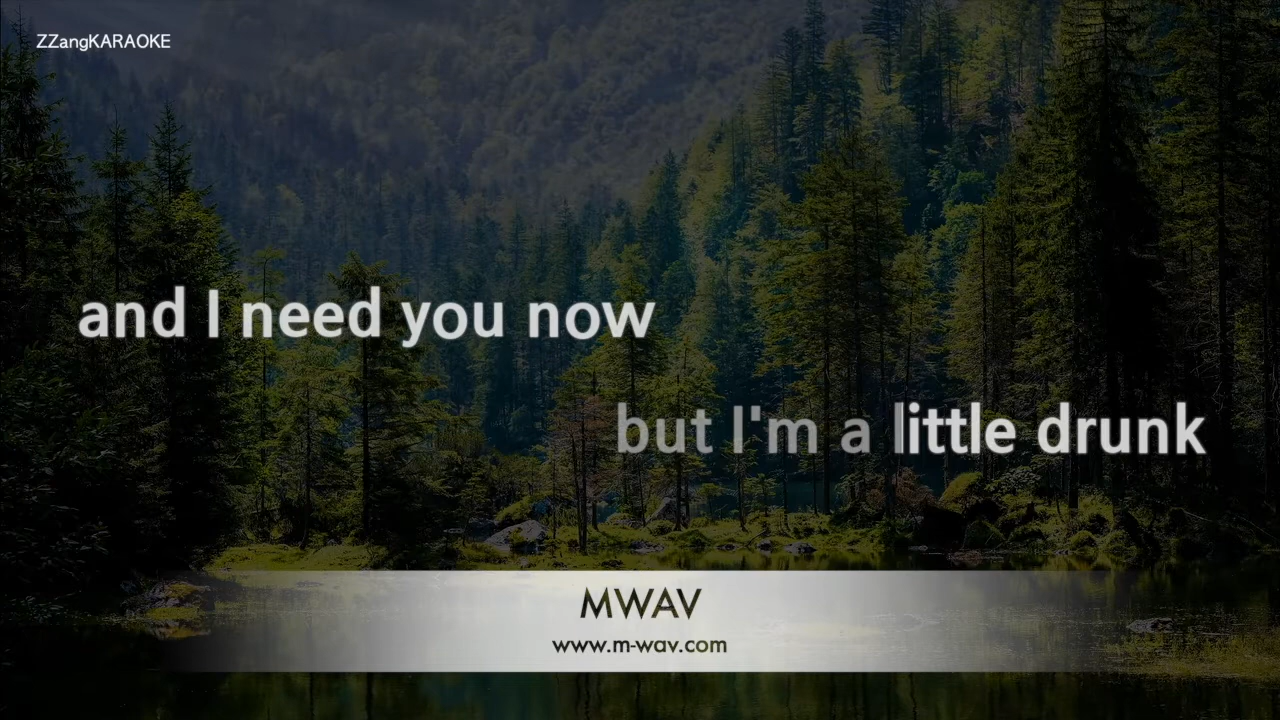 ZZangKARAOKE
and I need you now
but I'm a little drunk
MWAV
www.m-wav.com